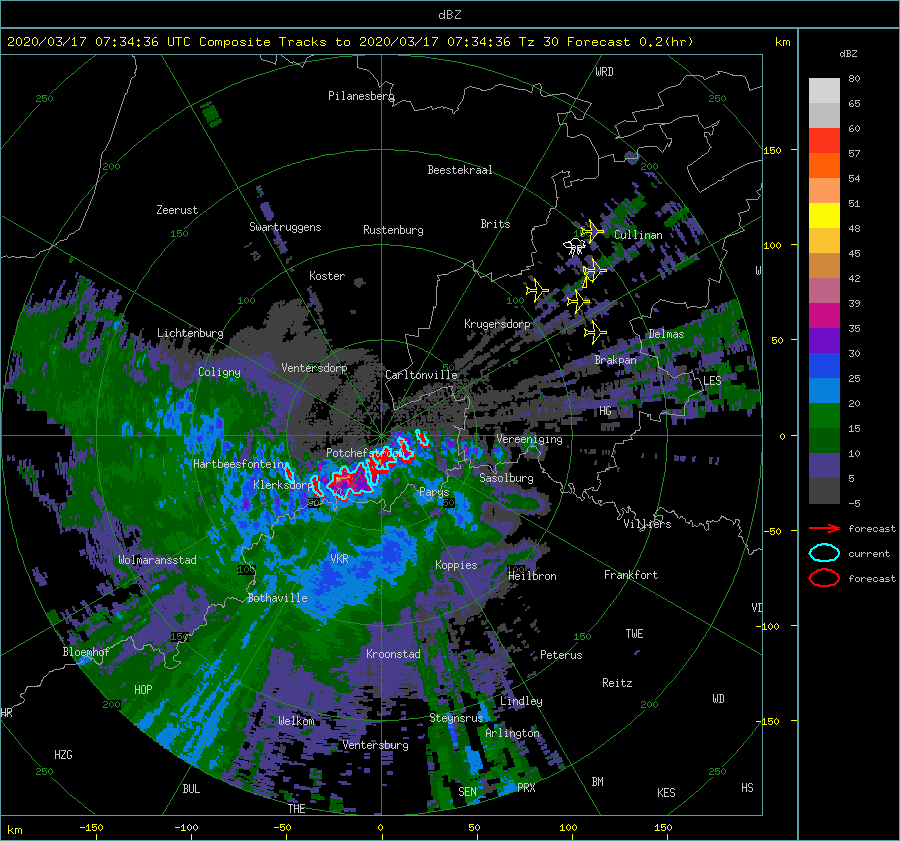 dBZ
2020/03/17 07:34:36 UTC Composite Tracks to 2020/03/17 07:34:36 Tz 30 Forecast 0.2(hr)
km
dBZ
80
65
60
57
54
51
48
45
42
39
35
30
25
20
15
10
5
-5
forecast
current
forecast
WRD
250
Pilanesberg
250
150
200
Beestekraal
200
Zeerust
Swartruggens
Rustenburg
Brits
150
Cullinan
100
Koster
W
100
100
Krugersdorp
Lichtenburg
Delmas
50
Coligny
Ventersdorp
Carltonville
Brakpan
LES
HG
0
Vereeniging
Potchefstroom
Hartbeesfontein
Klerksdorp
Parys
Sasolburg
50
50
Villiers
-50
Wolmaransstad
VKR
Koppies
100
100
Heilbron
Frankfort
Bothaville
VD
-100
150
150
TWE
Bloemhof
Kroonstad
Peterus
Reitz
HOP
WD
200
Lindley
200
HR
Welkom
Steynsrus
-150
Arlington
Ventersburg
HZG
250
250
BUL
SEN
PRX
BM
KES
HS
THE
km
-150
-100
-50
0
50
100
150